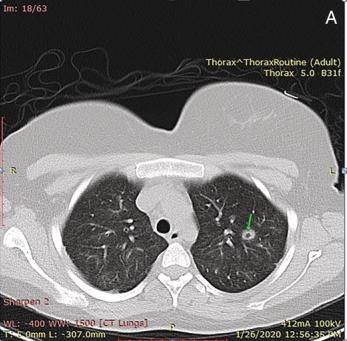 Im: 18/63
A
Thorax^ThoraxRoutine (Adult)
Thorax 5.0 B31f
R
L
Sharpen 2
WL: -400 WW: 1500 [CT Lungs]
T: 5.0mm L: -307.0mm
P
412mA 100kV
1/26/2020 12:56:35